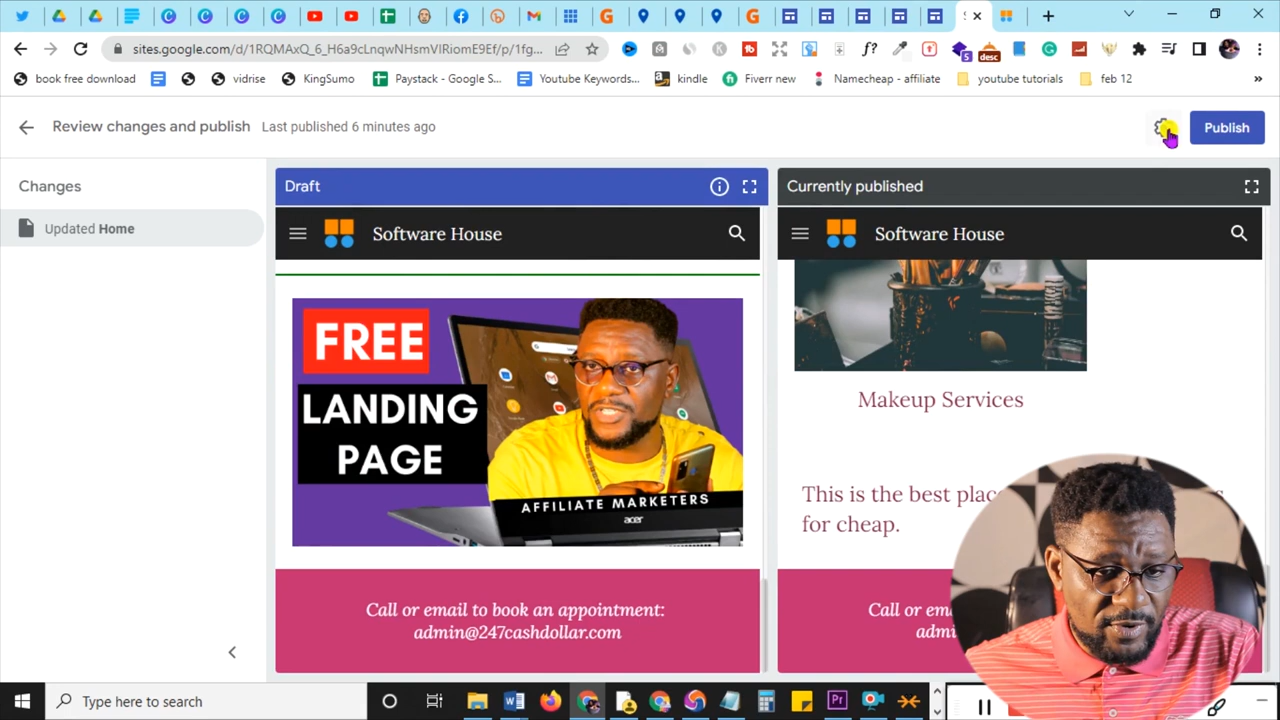 sites.google.com/d/1RQMAxQ_6_H6a9cLnqwNHsmVlRiomE9Ef/p/1fg...
book free download
vidrise
KingSumo
Paystack - Google S...
Youtube Keywords...
kindle
Fiverr new
Namecheap - affiliate
youtube tutorials
feb 12
»
Review changes and publish
Last published 6 minutes ago
Publish
Changes
Updated Home
Draft
Software House
FREE
LANDING
PAGE
AFFILIATE MARKETERS
acer
Call or email to book an appointment:
admin@247cashdollar.com
Currently published
Software House
Makeup Services
This is the best
for cheap.
Call or
Type here to search